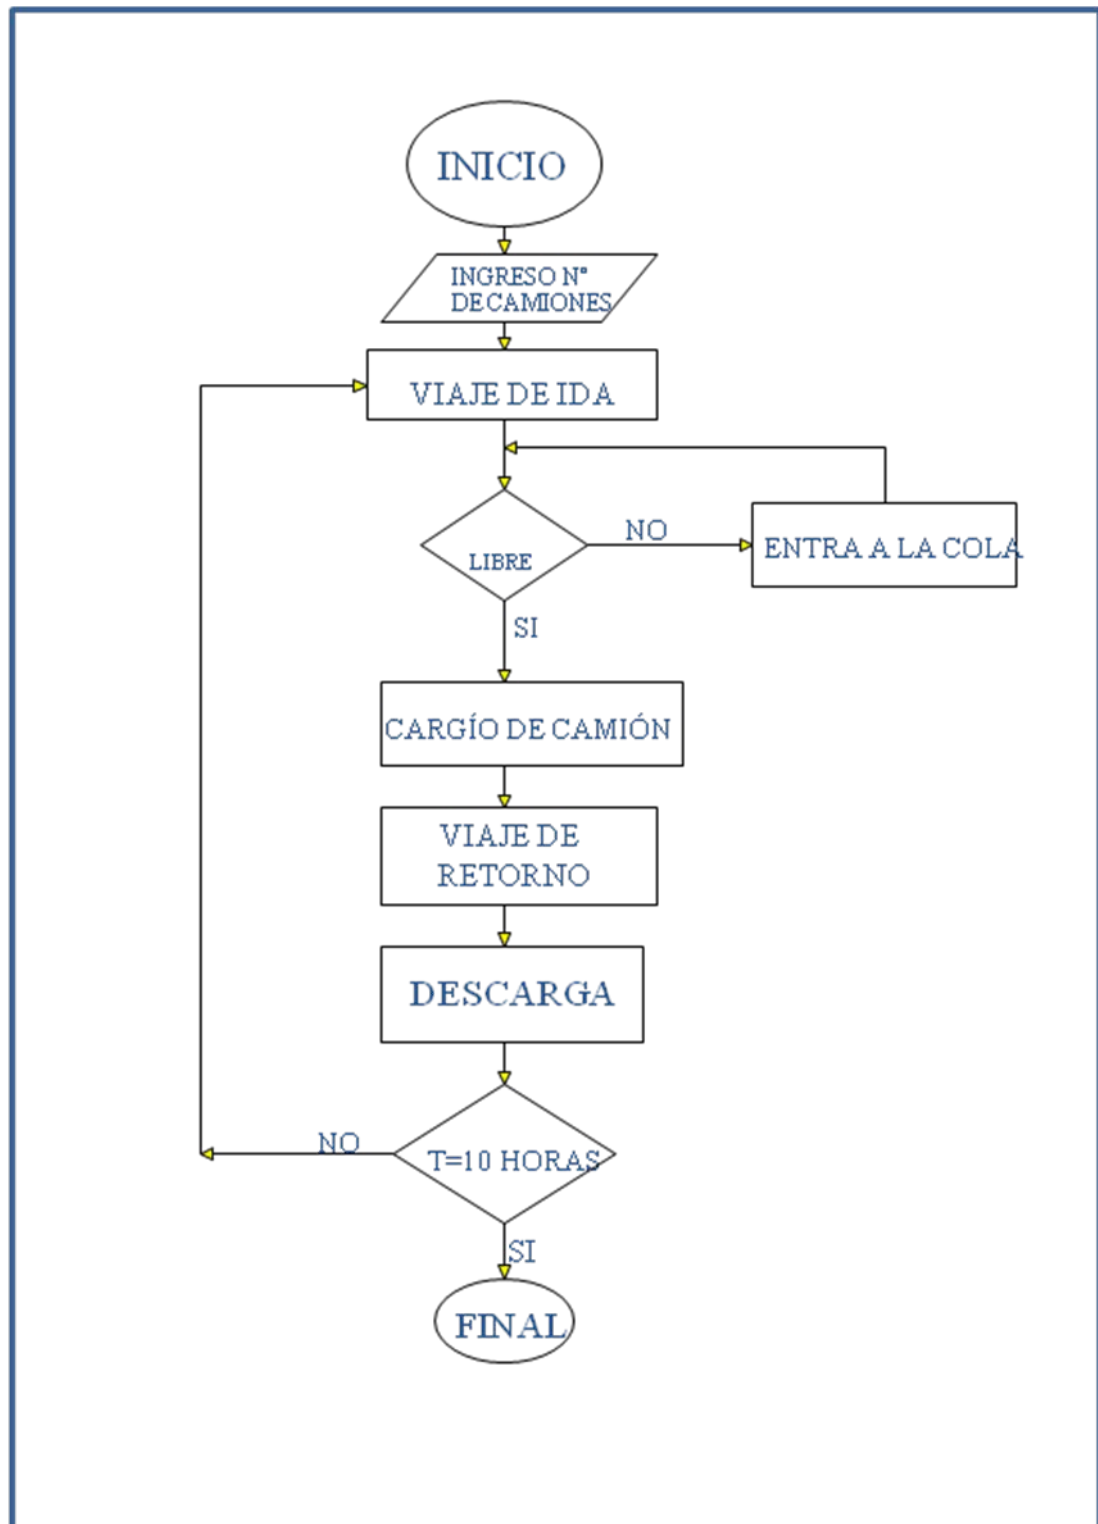 INICIO
INGRESO Nº
DE CAMIONES
VIAJE DE IDA
LIBRE
NO
ENTRA A LA COLA
SI
CARGÍO DE CAMIÓN
VIAJE DE
RETORNO
DESCARGA
NO
T=10 HORAS
SI
FINAL